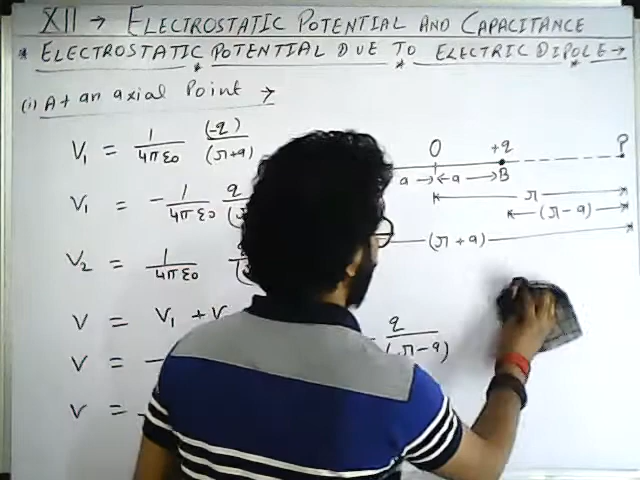 XII → ELECTROSTATIC POTENTIAL AND CAPACITANCE
* ELECTROSTATIC POTENTIAL DUE TO ELECTRIC DIPOLE →
(i) At an axial Point →
V₁ = 1/4πε₀ (-q)/(r+a)
O +q P
a → ← a → B
V₁ = - 1/4πε₀ q/(r
r
(r-a)
V₂ = 1/4πε₀
(r+a)
V = V₁ + V
q/(r-a)
V = -
V =